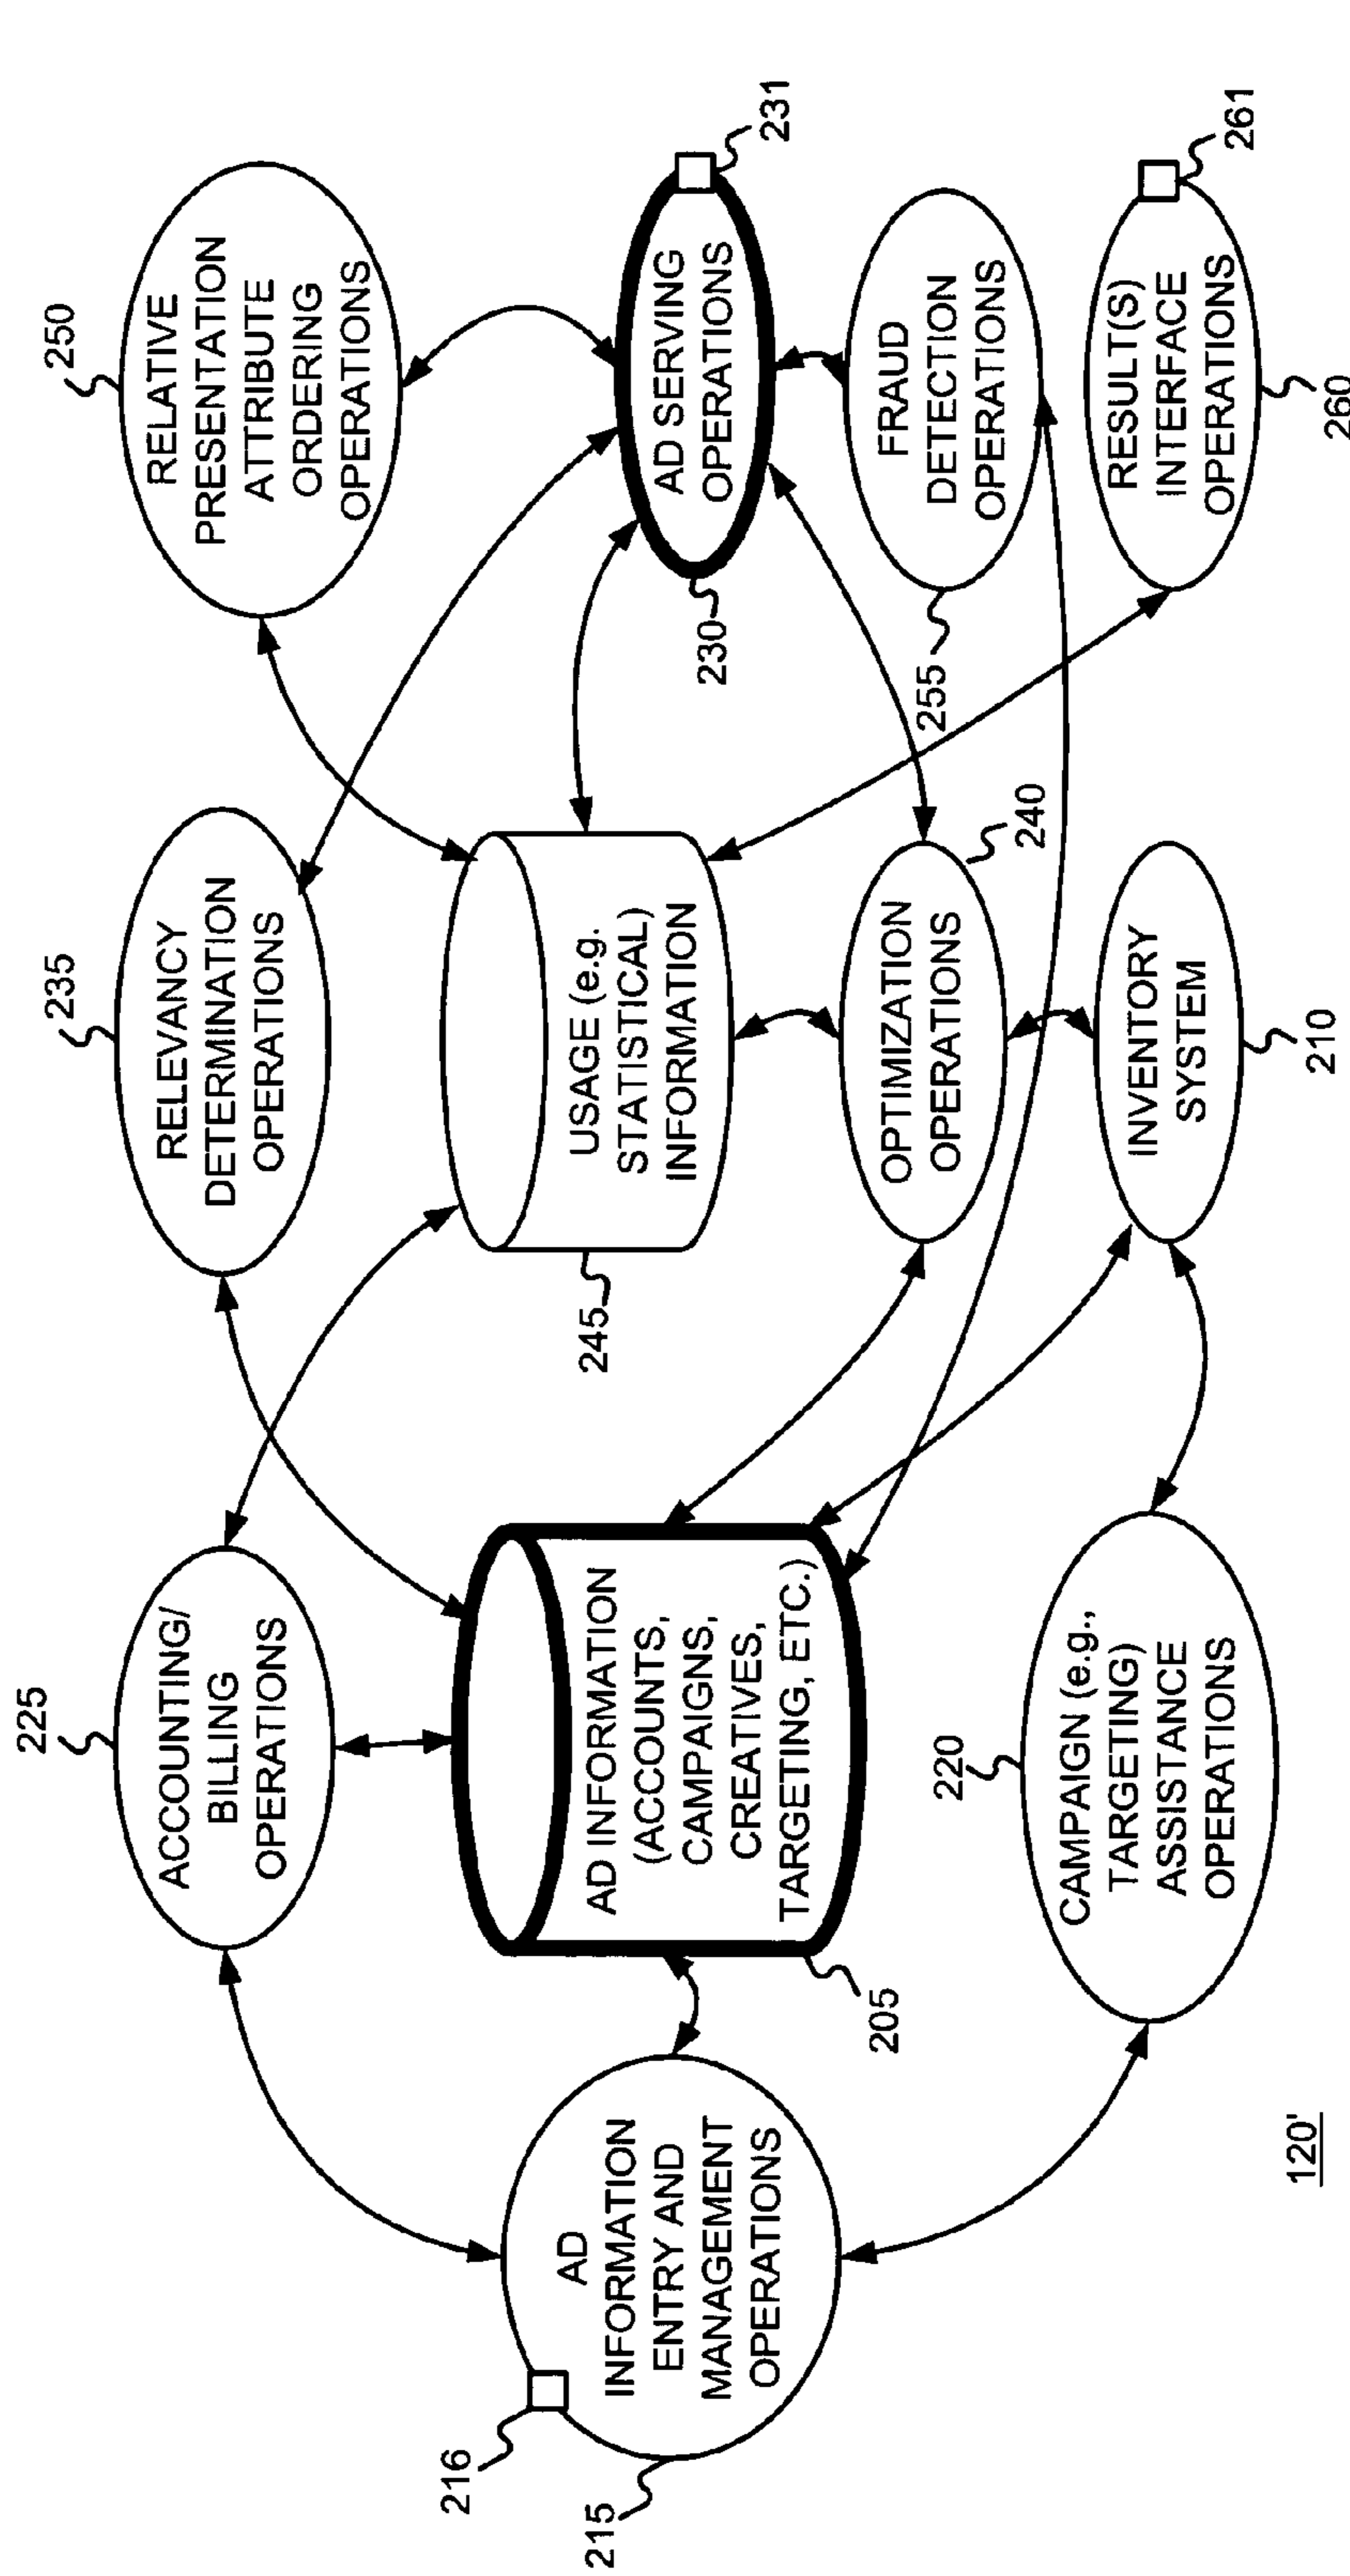 225
ACCOUNTING/
BILLING
OPERATIONS
235
RELEVANCY
DETERMINATION
OPERATIONS
250
RELATIVE
PRESENTATION
ATTRIBUTE
ORDERING
OPERATIONS
216
215
AD
INFORMATION
ENTRY AND
MANAGEMENT
OPERATIONS
AD INFORMATION
(ACCOUNTS,
CAMPAIGNS,
CREATIVES,
TARGETING, ETC.)
205
245
USAGE (e.g.
STATISTICAL)
INFORMATION
230
AD SERVING
OPERATIONS
231
240
OPTIMIZATION
OPERATIONS
255
FRAUD
DETECTION
OPERATIONS
220
CAMPAIGN (e.g.,
TARGETING)
ASSISTANCE
OPERATIONS
INVENTORY
SYSTEM
210
RESULT(S)
INTERFACE
OPERATIONS
261
260
120'